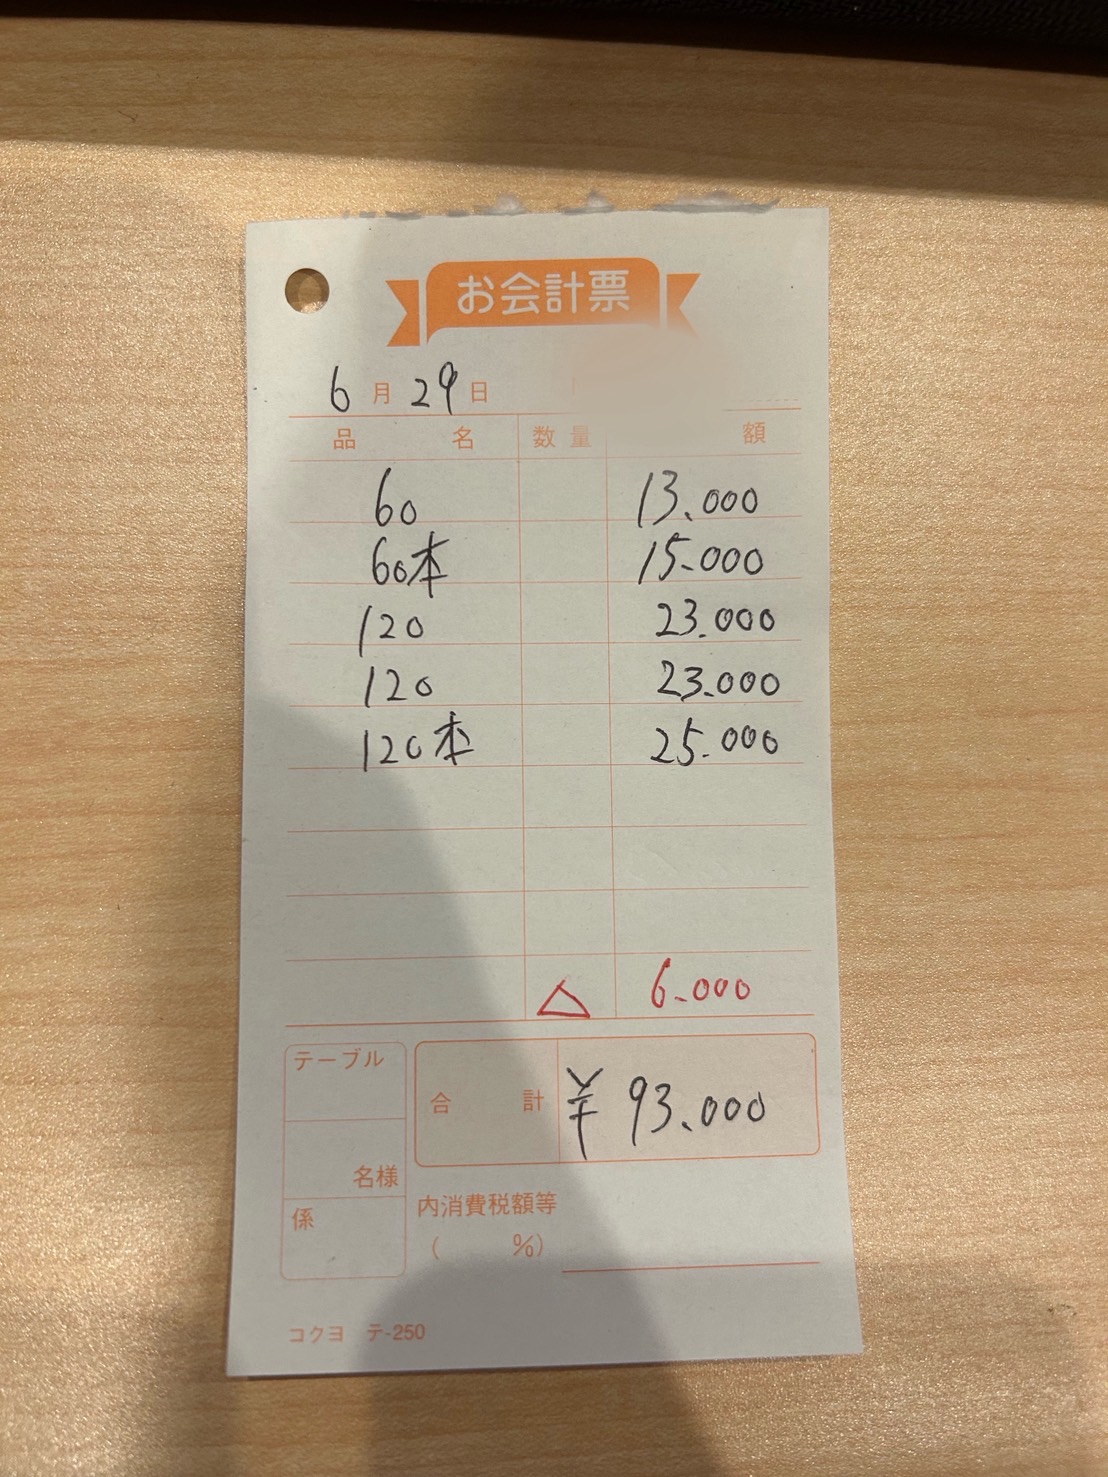 お会計票
6月29日
品名 数量 額
60 13.000
60本 15.000
120 23.000
120 23.000
120本 25.000
△ 6.000
テーブル
名様
係
合計 ¥93.000
内消費税額等
( %)
コクヨ テ-250